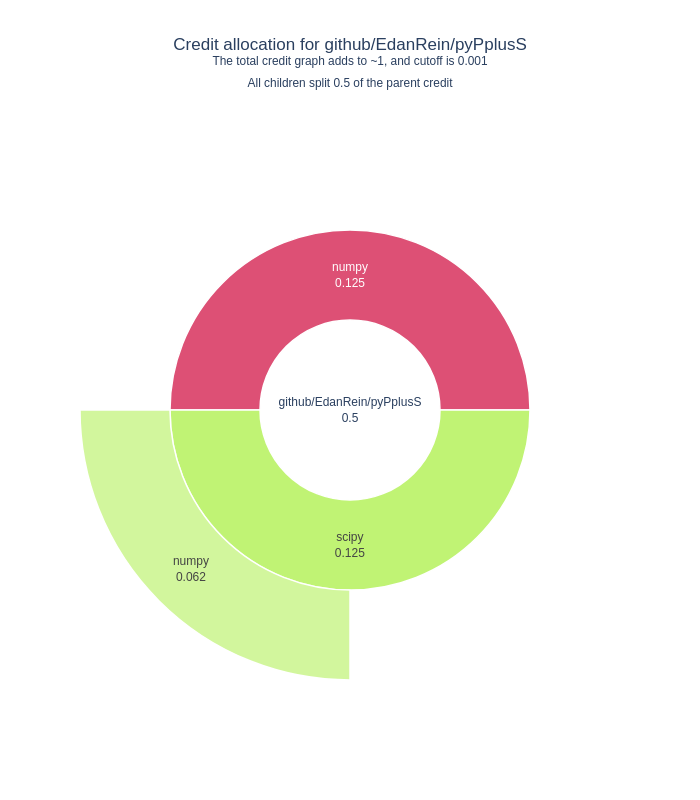 Credit allocation for github/EdanRein/pyPplusS
The total credit graph adds to ~1, and cutoff is 0.001
All children split 0.5 of the parent credit
numpy
0.125
github/EdanRein/pyPplusS
0.5
scipy
0.125
numpy
0.062